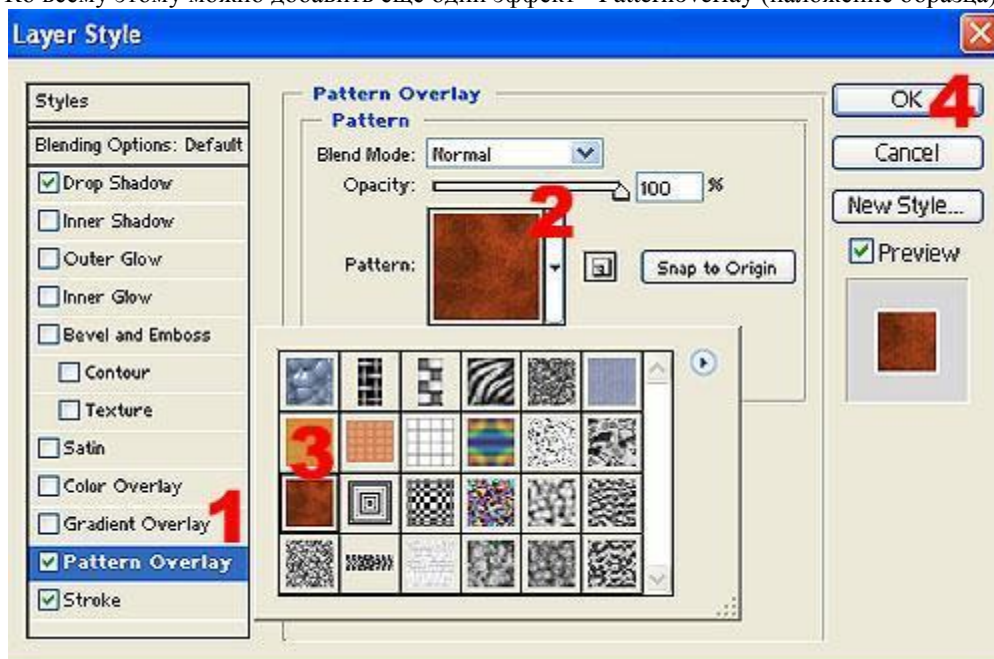 Ко всему этому можно добавить еще один эффект - Patternoverlay (наложение образца)
Layer Style
Styles
Blending Options: Default
Drop Shadow
Inner Shadow
Outer Glow
Inner Glow
Bevel and Emboss
Contour
Texture
Satin
Color Overlay
Gradient Overlay
1
Pattern Overlay
Stroke
Pattern Overlay
Pattern
Blend Mode: Normal
Opacity: 100 %
2
Pattern:
Snap to Origin
3
OK
4
Cancel
New Style...
Preview